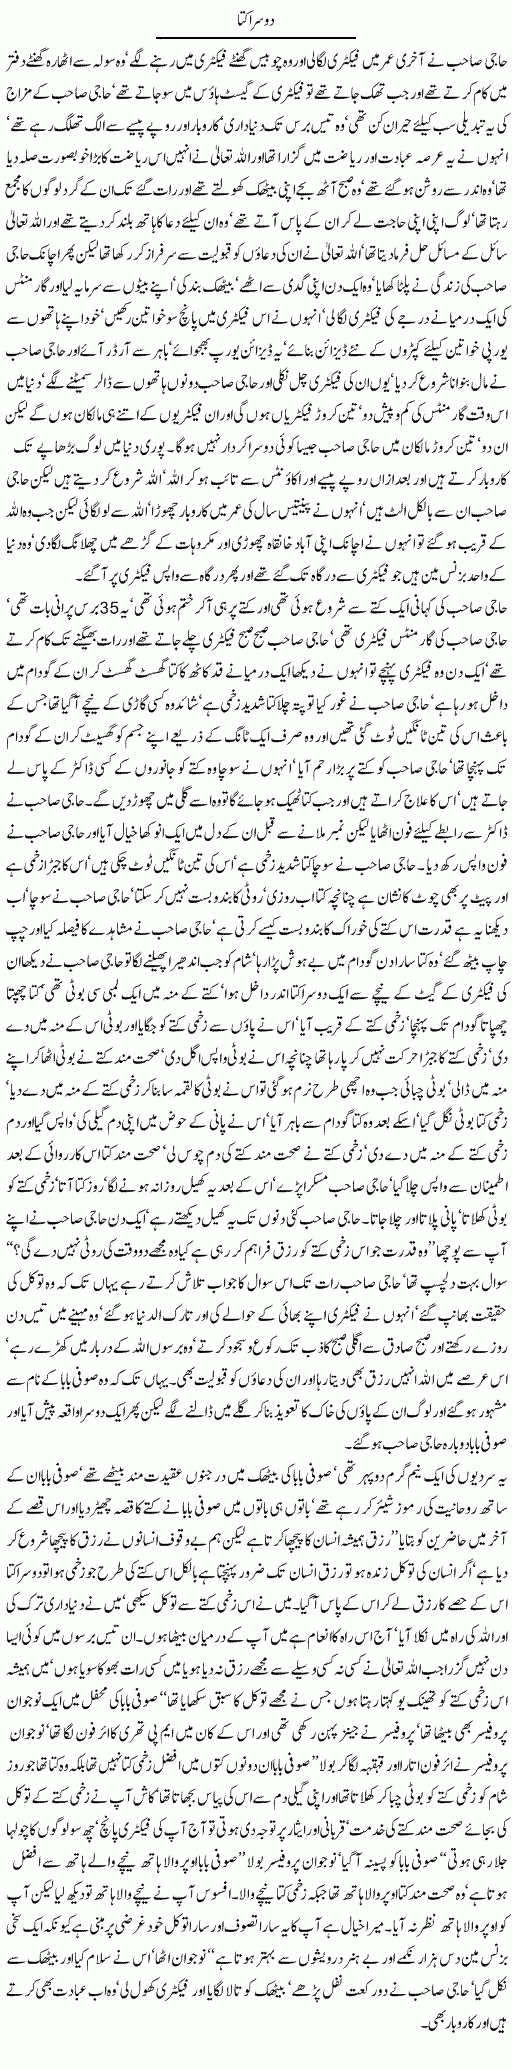 دوسرا کتا
حاجی صاحب نے آخری عمر میں فیکٹری لگالی اور وہ چوبیس گھنٹے فیکٹری میں رہنے لگے‘ وہ سولہ سے اٹھارہ گھنٹے دفتر
میں کام کرتے تھے اور جب تھک جاتے تھے تو فیکٹری کے گیسٹ ہاؤس میں سو جاتے تھے‘ حاجی صاحب کے مزاج
کی یہ تبدیلی سب کیلئے حیران کن تھی‘ وہ تیس برس تک دنیاداری‘ کاروبار اور روپے پیسے سے الگ تھلگ رہے تھے‘
انہوں نے یہ عرصہ عبادت اور ریاضت میں گزارا تھا اور اللہ تعالیٰ نے انہیں اس ریاضت کا بڑا خوبصورت صلہ دیا
تھا‘ وہ اندر سے روشن ہو گئے تھے‘ وہ صبح آٹھ بجے اپنی بیٹھک کھولتے تھے اور رات گئے تک ان کے گرد لوگوں کا مجمع
رہتا تھا‘ لوگ اپنی اپنی حاجت لے کر ان کے پاس آتے تھے‘ وہ ان کیلئے دعا کا ہاتھ بلند کر دیتے تھے اور اللہ تعالیٰ
سائل کے مسائل حل فرما دیتا تھا‘ اللہ تعالیٰ نے ان کی دعاؤں کو قبولیت سے سرفراز کر رکھا تھا لیکن پھر اچانک حاجی
صاحب کی زندگی نے پلٹا کھایا‘ وہ ایک دن اپنی گدی سے اٹھے‘ بیٹھک بند کی‘ اپنے بیٹوں سے سرمایہ لیا اور گارمنٹس
کی ایک درمیانے درجے کی فیکٹری لگا لی‘ انہوں نے اس فیکٹری میں پانچ سو خواتین رکھیں‘ خود اپنے ہاتھوں سے
یورپی خواتین کیلئے کپڑوں کے نئے ڈیزائن بنائے‘ یہ ڈیزائن یورپ بھجوائے‘ باہر سے آرڈر آئے اور حاجی صاحب
نے مال بنوانا شروع کر دیا‘ یوں ان کی فیکٹری چل نکلی اور حاجی صاحب دونوں ہاتھوں سے ڈالر سمیٹنے لگے‘ دنیا میں
اس وقت گارمنٹس کی کم و پیش دو‘ تین کروڑ فیکٹریاں ہوں گی اور ان فیکٹریوں کے اتنے ہی مالکان ہوں گے لیکن
ان دو‘ تین کروڑ مالکان میں حاجی صاحب جیسا کوئی دوسرا کردار نہیں ہو گا۔ پوری دنیا میں لوگ بڑھاپے تک
کاروبار کرتے ہیں اور بعد ازاں روپے پیسے اور اکاؤنٹس سے تائب ہو کر اللہ‘ اللہ شروع کر دیتے ہیں لیکن حاجی
صاحب ان سے بالکل الٹ ہیں‘ انہوں نے پینتیس سال کی عمر میں کاروبار چھوڑا‘ اللہ سے لو لگائی لیکن جب وہ اللہ
کے قریب ہو گئے تو انہوں نے اچانک اپنی آباد خانقاہ چھوڑی اور مکروہات کے گڑھے میں چھلانگ لگا دی‘ وہ دنیا
کے واحد بزنس مین ہیں جو فیکٹری سے درگاہ تک گئے تھے اور پھر درگاہ سے واپس فیکٹری پر آ گئے۔
حاجی صاحب کی کہانی ایک کتے سے شروع ہوئی تھی اور کتے پر ہی آ کر ختم ہوئی تھی‘ یہ 35 برس پرانی بات تھی‘
حاجی صاحب کی گارمنٹس فیکٹری تھی‘ حاجی صاحب صبح صبح فیکٹری چلے جاتے تھے اور رات بھیگنے تک کام کرتے
تھے‘ ایک دن وہ فیکٹری پہنچے تو انہوں نے دیکھا ایک درمیانے قد کاٹھ کا کتا گھسٹ گھسٹ کر ان کے گودام میں
داخل ہو رہا ہے‘ حاجی صاحب نے غور کیا تو پتہ چلا کتا شدید زخمی ہے‘ شائد وہ کسی گاڑی کے نیچے آ گیا تھا جس کے
باعث اس کی تین ٹانگیں ٹوٹ گئی تھیں اور وہ صرف ایک ٹانگ کے ذریعے اپنے جسم کو گھسیٹ کر ان کے گودام
تک پہنچا تھا‘ حاجی صاحب کو کتے پر بڑا رحم آیا‘ انہوں نے سوچا وہ کتے کو جانوروں کے کسی ڈاکٹر کے پاس لے
جاتے ہیں‘ اس کا علاج کراتے ہیں اور جب کتا ٹھیک ہو جائے گا تو وہ اسے گلی میں چھوڑ دیں گے۔ حاجی صاحب نے
ڈاکٹر سے رابطے کیلئے فون اٹھایا لیکن نمبر ملانے سے قبل ان کے دل میں ایک انوکھا خیال آیا اور حاجی صاحب نے
فون واپس رکھ دیا۔ حاجی صاحب نے سوچا کتا شدید زخمی ہے‘ اس کی تین ٹانگیں ٹوٹ چکی ہیں‘ اس کا جبڑا زخمی ہے
اور پیٹ پر بھی چوٹ کا نشان ہے چنانچہ کتا اب روزی‘ روٹی کا بندوبست نہیں کر سکتا‘ حاجی صاحب نے سوچا‘ اب
دیکھنا یہ ہے قدرت اس کتے کی خوراک کا بندوبست کیسے کرتی ہے‘ حاجی صاحب نے مشاہدے کا فیصلہ کیا اور چپ
چاپ بیٹھ گئے‘ وہ کتا سارا دن گودام میں بے ہوش پڑا رہا‘ شام کو جب اندھیرا پھیلنے لگا تو حاجی صاحب نے دیکھا ان
کی فیکٹری کے گیٹ کے نیچے سے ایک دوسرا کتا اندر داخل ہوا‘ کتے کے منہ میں ایک لمبی سی بوٹی تھی‘ کتا چھپتا
چھپاتا گودام تک پہنچا‘ زخمی کتے کے قریب آیا‘ اس نے پاؤں سے زخمی کتے کو جگایا اور بوٹی اس کے منہ میں دے
دی‘ زخمی کتے کا جبڑا حرکت نہیں کر پا رہا تھا چنانچہ اس نے بوٹی واپس اگل دی‘ صحت مند کتے نے بوٹی اٹھا کر اپنے
منہ میں ڈالی‘ بوٹی چبائی جب وہ اچھی طرح نرم ہو گئی تو اس نے بوٹی کا لقمہ سا بنا کر زخمی کتے کے منہ میں دے دیا‘
زخمی کتا بوٹی نگل گیا‘ اسکے بعد وہ کتا گودام سے باہر آیا‘ اس نے پانی کے حوض میں اپنی دم گیلی کی‘ واپس گیا اور دم
زخمی کتے کے منہ میں دے دی‘ زخمی کتے نے صحت مند کتے کی دم چوس لی‘ صحت مند کتا اس کارروائی کے بعد
اطمینان سے واپس چلا گیا‘ حاجی صاحب مسکرا پڑے‘ اس کے بعد یہ کھیل روزانہ ہونے لگا‘ روز کتا آتا‘ زخمی کتے کو
بوٹی کھلاتا‘ پانی پلاتا اور چلا جاتا۔ حاجی صاحب کئی دنوں تک یہ کھیل دیکھتے رہے‘ ایک دن حاجی صاحب نے اپنے
آپ سے پوچھا ’’وہ قدرت جو اس زخمی کتے کو رزق فراہم کر رہی ہے کیا وہ مجھے دو وقت کی روٹی نہیں دے گی؟‘‘
سوال بہت دلچسپ تھا‘ حاجی صاحب رات تک اس سوال کا جواب تلاش کرتے رہے یہاں تک کہ وہ توکل کی
حقیقت بھانپ گئے‘ انہوں نے فیکٹری اپنے بھائی کے حوالے کی اور تارک الدنیا ہو گئے‘ وہ مہینے میں تیس دن
روزے رکھتے اور صبح صادق سے اگلی صبح کاذب تک رکوع و سجود کرتے‘ وہ برسوں اللہ کے دربار میں کھڑے رہے‘
اس عرصے میں اللہ انہیں رزق بھی دیتا رہا اور ان کی دعاؤں کو قبولیت بھی۔ یہاں تک کہ وہ صوفی بابا کے نام سے
مشہور ہو گئے اور لوگ ان کے پاؤں کی خاک کا تعویذ بنا کر گلے میں ڈالنے لگے لیکن پھر ایک دوسرا واقعہ پیش آیا اور
صوفی بابا دوبارہ حاجی صاحب ہو گئے۔
یہ سردیوں کی ایک نیم گرم دوپہر تھی‘ صوفی بابا کی بیٹھک میں درجنوں عقیدت مند بیٹھے تھے‘ صوفی بابا ان کے
ساتھ روحانیت کی رموز شیئر کر رہے تھے‘ باتوں ہی باتوں میں صوفی بابا نے کتے کا قصہ چھیڑ دیا اور اس قصے کے
آخر میں حاضرین کو بتایا ’’رزق ہمیشہ انسان کا پیچھا کرتا ہے لیکن ہم بے وقوف انسانوں نے رزق کا پیچھا شروع کر
دیا ہے‘ اگر انسان کی توکل زندہ ہو تو رزق انسان تک ضرور پہنچتا ہے بالکل اس کتے کی طرح جو زخمی ہوا تو دوسرا کتا
اس کے حصے کا رزق لے کر اس کے پاس آ گیا۔ میں نے اس زخمی کتے سے توکل سیکھی‘ میں نے دنیاداری ترک کی
اور اللہ کی راہ میں نکل آیا‘ آج اس راہ کا انعام ہے میں آپ کے درمیان بیٹھا ہوں۔ ان تیس برسوں میں کوئی ایسا
دن نہیں گزرا جب اللہ تعالیٰ نے کسی نہ کسی وسیلے سے مجھے رزق نہ دیا ہو یا میں کسی رات بھوکا سویا ہوں‘ میں ہمیشہ
اس زخمی کتے کو تھینک یو کہتا رہتا ہوں جس نے مجھے توکل کا سبق سکھایا تھا‘‘ صوفی بابا کی محفل میں ایک نوجوان
پروفیسر بھی بیٹھا تھا‘ پروفیسر نے جینز پہن رکھی تھی اور اس کے کان میں ایم پی تھری کا ائر فون لگا تھا‘ نوجوان
پروفیسر نے ائر فون اتارا اور قہقہہ لگا کر بولا ’’صوفی بابا ان دونوں کتوں میں افضل زخمی کتا نہیں تھا بلکہ وہ کتا تھا جو روز
شام کو زخمی کتے کو بوٹی چبا کر کھلاتا تھا اور اپنی گیلی دم سے اس کی پیاس بجھاتا تھا‘ کاش آپ نے زخمی کتے کے توکل
کی بجائے صحت مند کتے کی خدمت‘ قربانی اور ایثار پر توجہ دی ہوتی تو آج آپ کی فیکٹری پانچ‘ چھ سو لوگوں کا چولہا
جلا رہی ہوتی‘‘ صوفی بابا کو پسینہ آ گیا‘ نوجوان پروفیسر بولا ’’صوفی بابا اوپر والا ہاتھ نیچے والے ہاتھ سے افضل
ہوتا ہے‘ وہ صحت مند کتا اوپر والا ہاتھ تھا جبکہ زخمی کتا نیچے والا۔ افسوس آپ نے نیچے والا ہاتھ تو دیکھ لیا لیکن آپ
کو اوپر والا ہاتھ نظر نہ آیا۔ میرا خیال ہے آپ کا یہ سارا تصوف اور سارا توکل خود غرضی پر مبنی ہے کیونکہ ایک سخی
بزنس مین دس ہزار نکمے اور بے ہنر درویشوں سے بہتر ہوتا ہے‘‘ نوجوان اٹھا‘ اس نے سلام کیا اور بیٹھک سے
نکل گیا‘ حاجی صاحب نے دو رکعت نفل پڑھے‘ بیٹھک کو تالا لگایا اور فیکٹری کھول لی‘ وہ اب عبادت بھی کرتے
ہیں اور کاروبار بھی۔